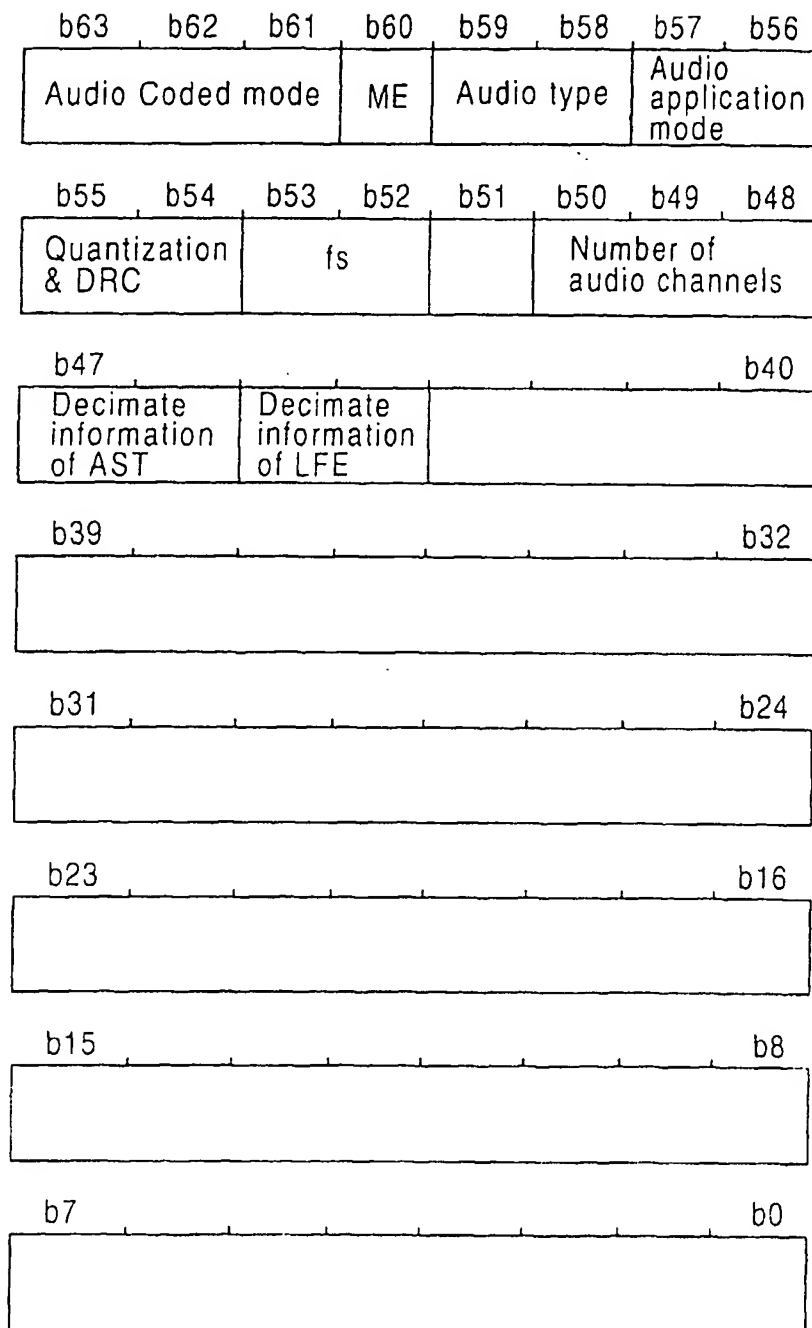 b63 b62 b61 b60 b59 b58 b57 b56
Audio Coded mode ME Audio type Audio
application
mode
b55 b54 b53 b52 b51 b50 b49 b48
Quantization
& DRC
fs
Number of
audio channels
b47 b40
Decimate
information
of AST
Decimate
information
of LFE
b39 b32
b31 b24
b23 b16
b15 b8
b7 b0